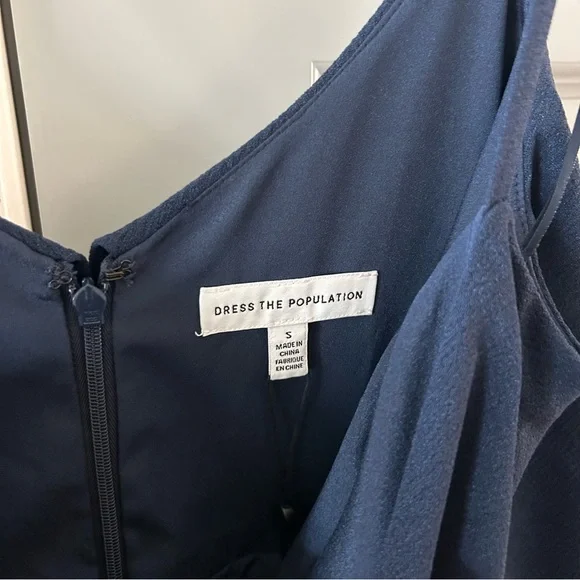 DRESS THE POPULATION
S
MADE IN
CHINA
FABRIQUÉ
EN CHINE